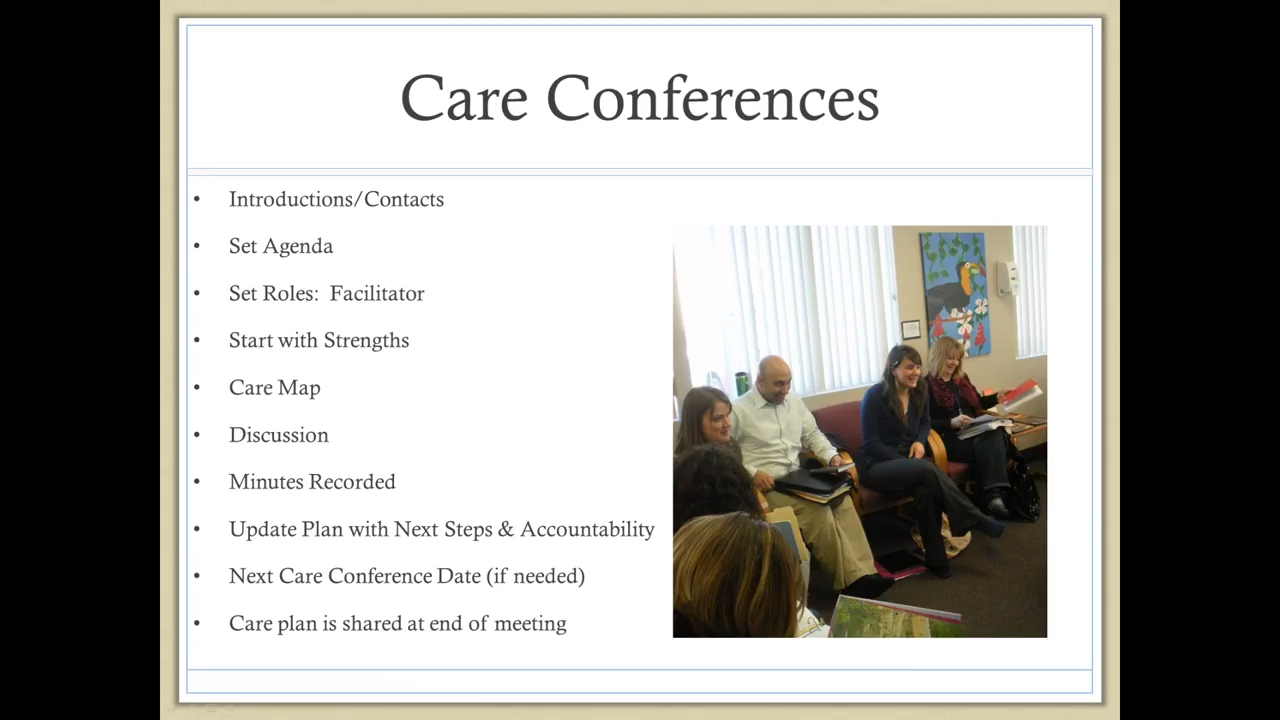 Care Conferences
• Introductions/Contacts
• Set Agenda
• Set Roles:  Facilitator
• Start with Strengths
• Care Map
• Discussion
• Minutes Recorded
• Update Plan with Next Steps & Accountability
• Next Care Conference Date (if needed)
• Care plan is shared at end of meeting